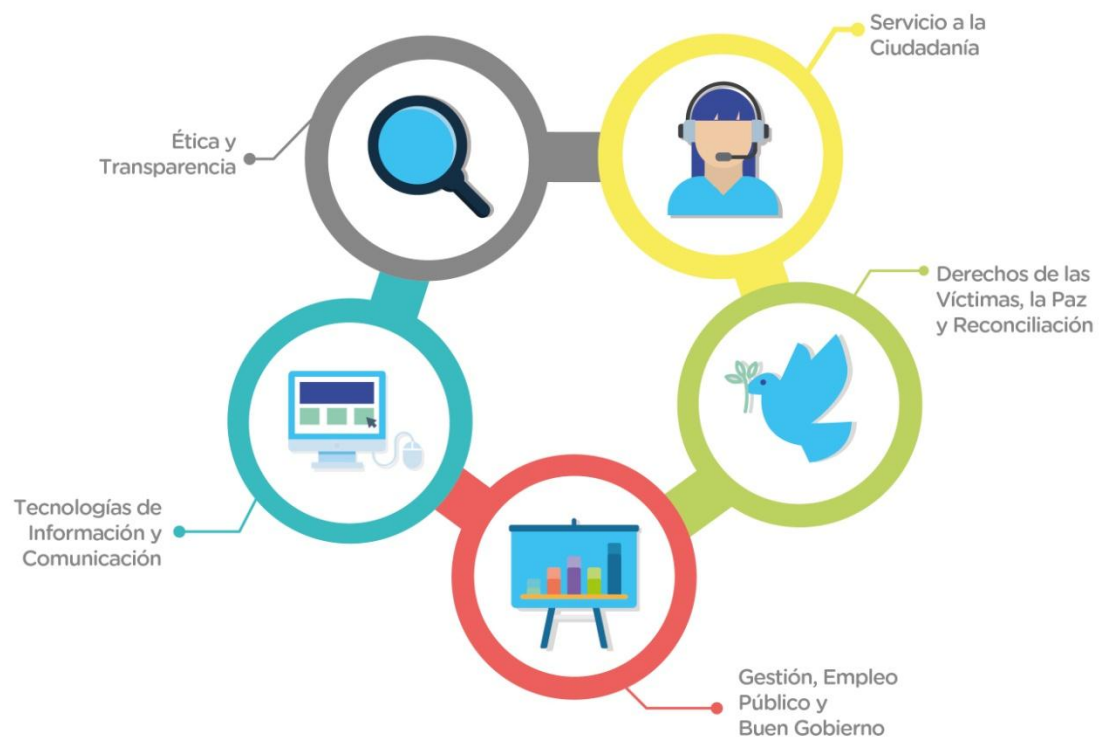 Servicio a la
Ciudadanía
Ética y
Transparencia
Derechos de las
Víctimas, la Paz
y Reconciliación
Tecnologías de
Información y
Comunicación
Gestión, Empleo
Público y
Buen Gobierno